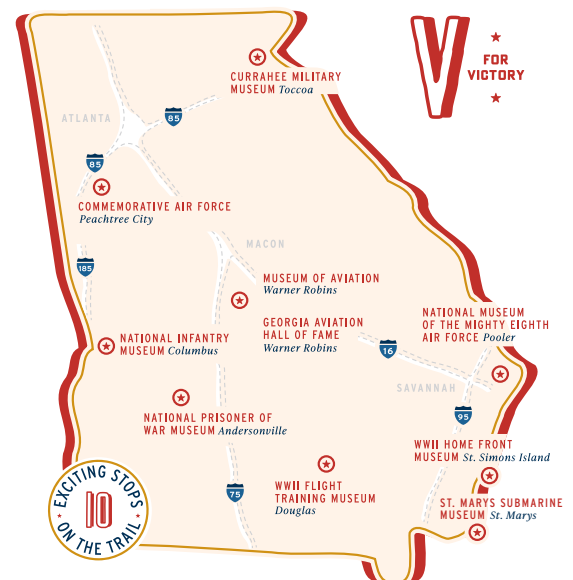 V
FOR
VICTORY
CURRAHEE MILITARY
MUSEUM Toccoa
ATLANTA
85
85
COMMEMORATIVE AIR FORCE
Peachtree City
MACON
185
MUSEUM OF AVIATION
Warner Robins
GEORGIA AVIATION
HALL OF FAME
Warner Robins
NATIONAL MUSEUM
OF THE MIGHTY EIGHTH
AIR FORCE Pooler
NATIONAL INFANTRY
MUSEUM Columbus
16
SAVANNAH
95
NATIONAL PRISONER OF
WAR MUSEUM Andersonville
WWII HOME FRONT
MUSEUM St. Simons Island
WWII FLIGHT
TRAINING MUSEUM
Douglas
75
ST. MARYS SUBMARINE
MUSEUM St. Marys
EXCITING STOPS
10
ON THE TRAIL